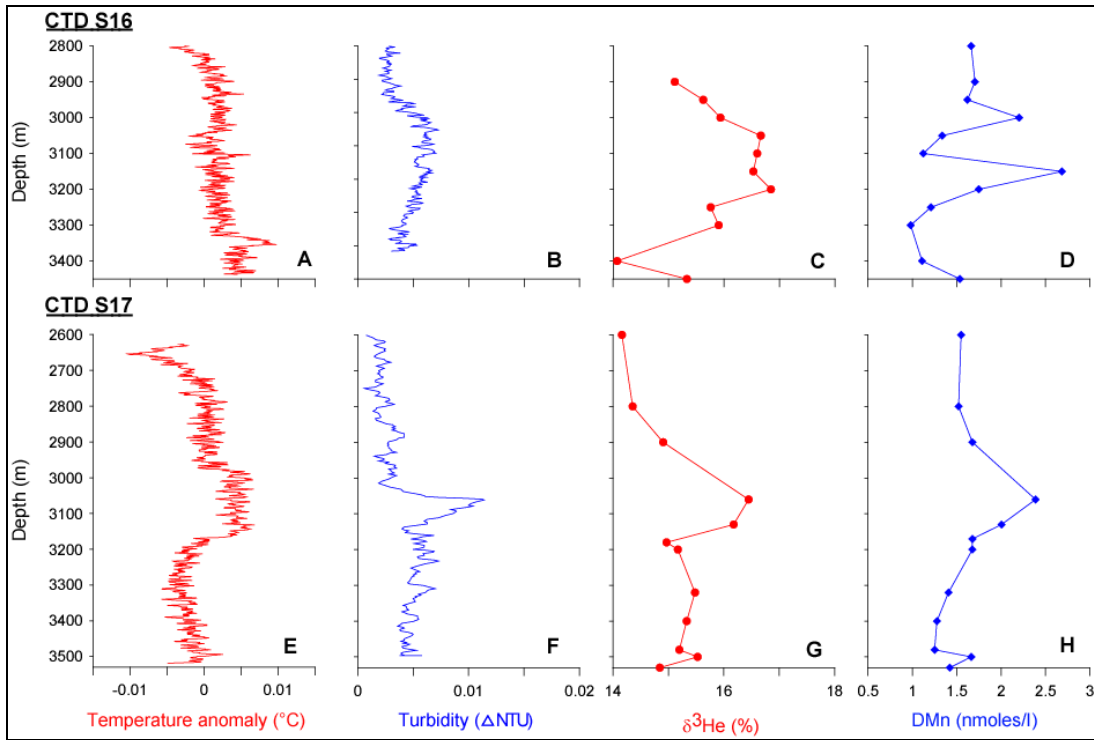 CTD S16
Depth (m)
2800
2900
3000
3100
3200
3300
3400
A
B
C
D
CTD S17
Depth (m)
2600
2700
2800
2900
3000
3100
3200
3300
3400
3500
E
F
G
H
-0.01 0 0.01
0 0.01 0.02
14 16 18
0.5 1 1.5 2 2.5 3
Temperature anomaly (°C)
Turbidity (△NTU)
δ³He (%)
DMn (nmoles/l)